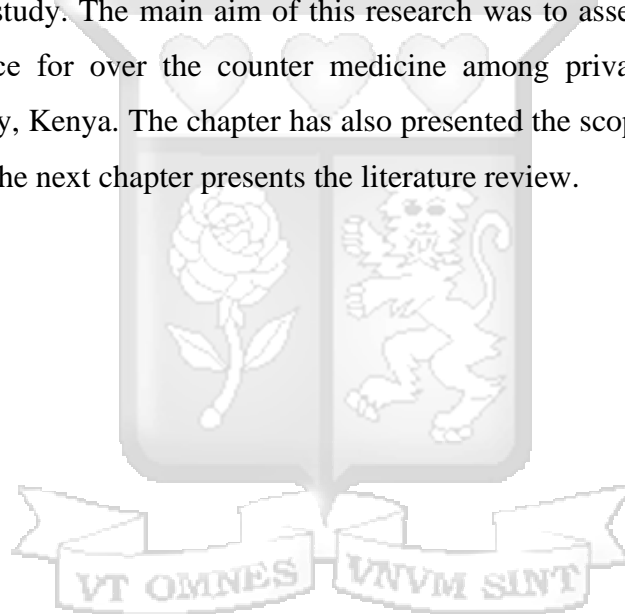 study. The main aim of this research was to asse
ce for over the counter medicine among priva
y, Kenya. The chapter has also presented the scop
he next chapter presents the literature review.
VT OMNES VNVM SINT